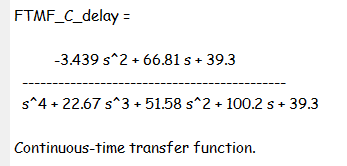 FTMF_C_delay =
-3.439 s^2 + 66.81 s + 39.3
---------------------------------------------
s^4 + 22.67 s^3 + 51.58 s^2 + 100.2 s + 39.3
Continuous-time transfer function.